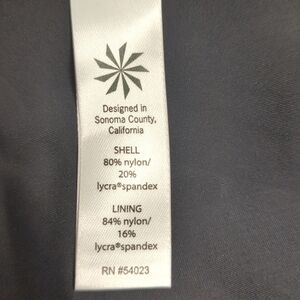 Designed in
Sonoma County,
California
SHELL
80% nylon/
20%
lycra®spandex
LINING
84% nylon/
16%
lycra®spandex
RN #54023